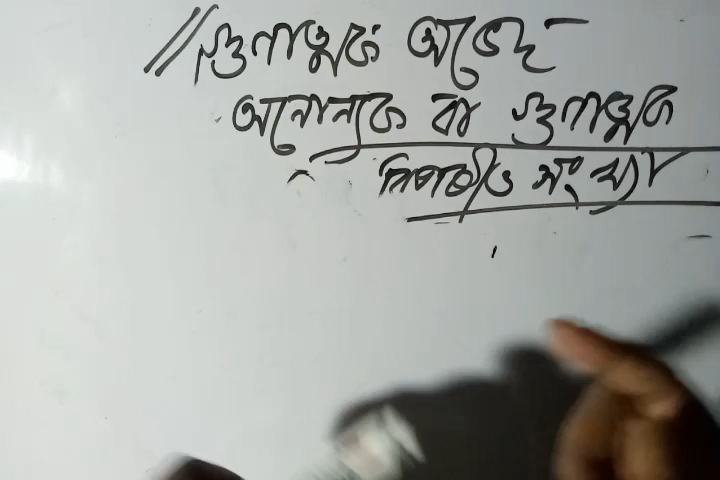 // গুনাত্মক অভেদ
অনোন্যক বা গুনাত্মক
বিপরীত সংখ্যা